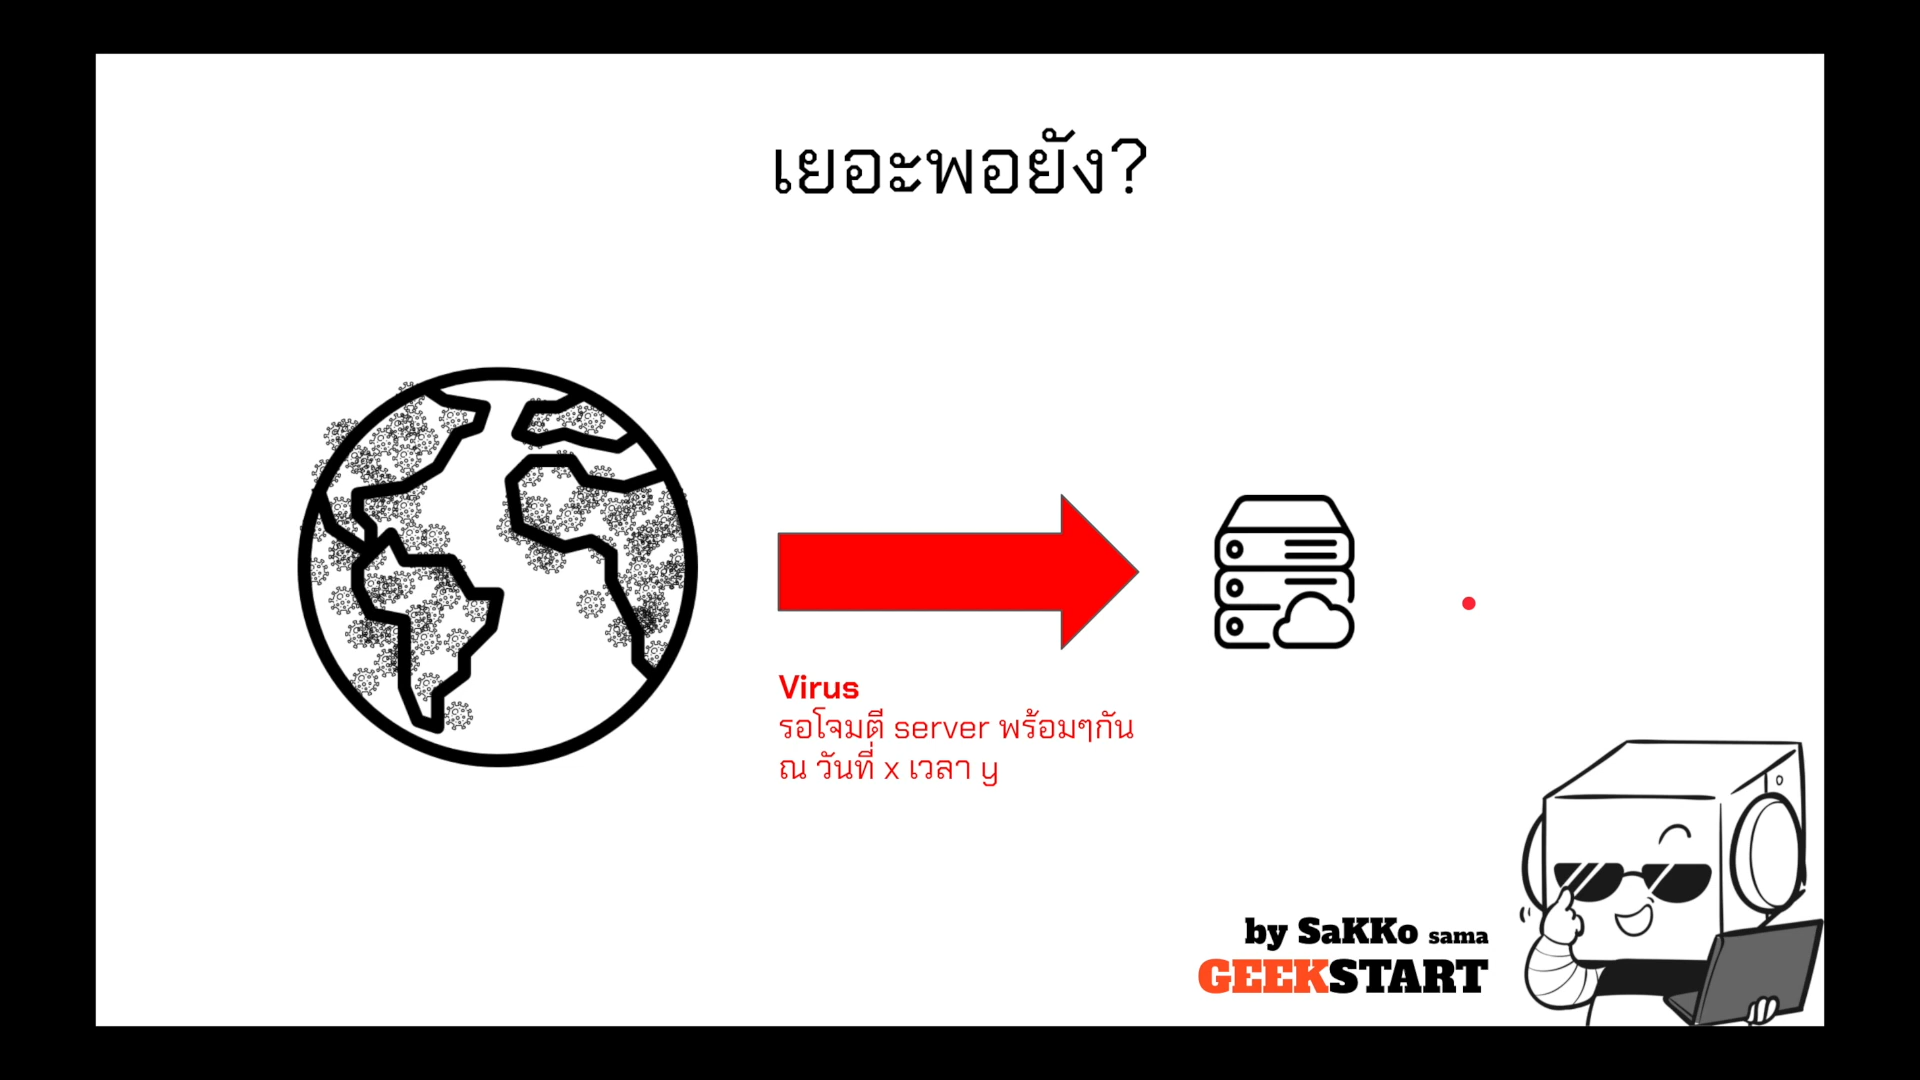 เยอะพอยัง?
Virus
รอโจมตี server พร้อมๆกัน
ณ วันที่ x เวลา y
by SaKKo sama
GEEKSTART